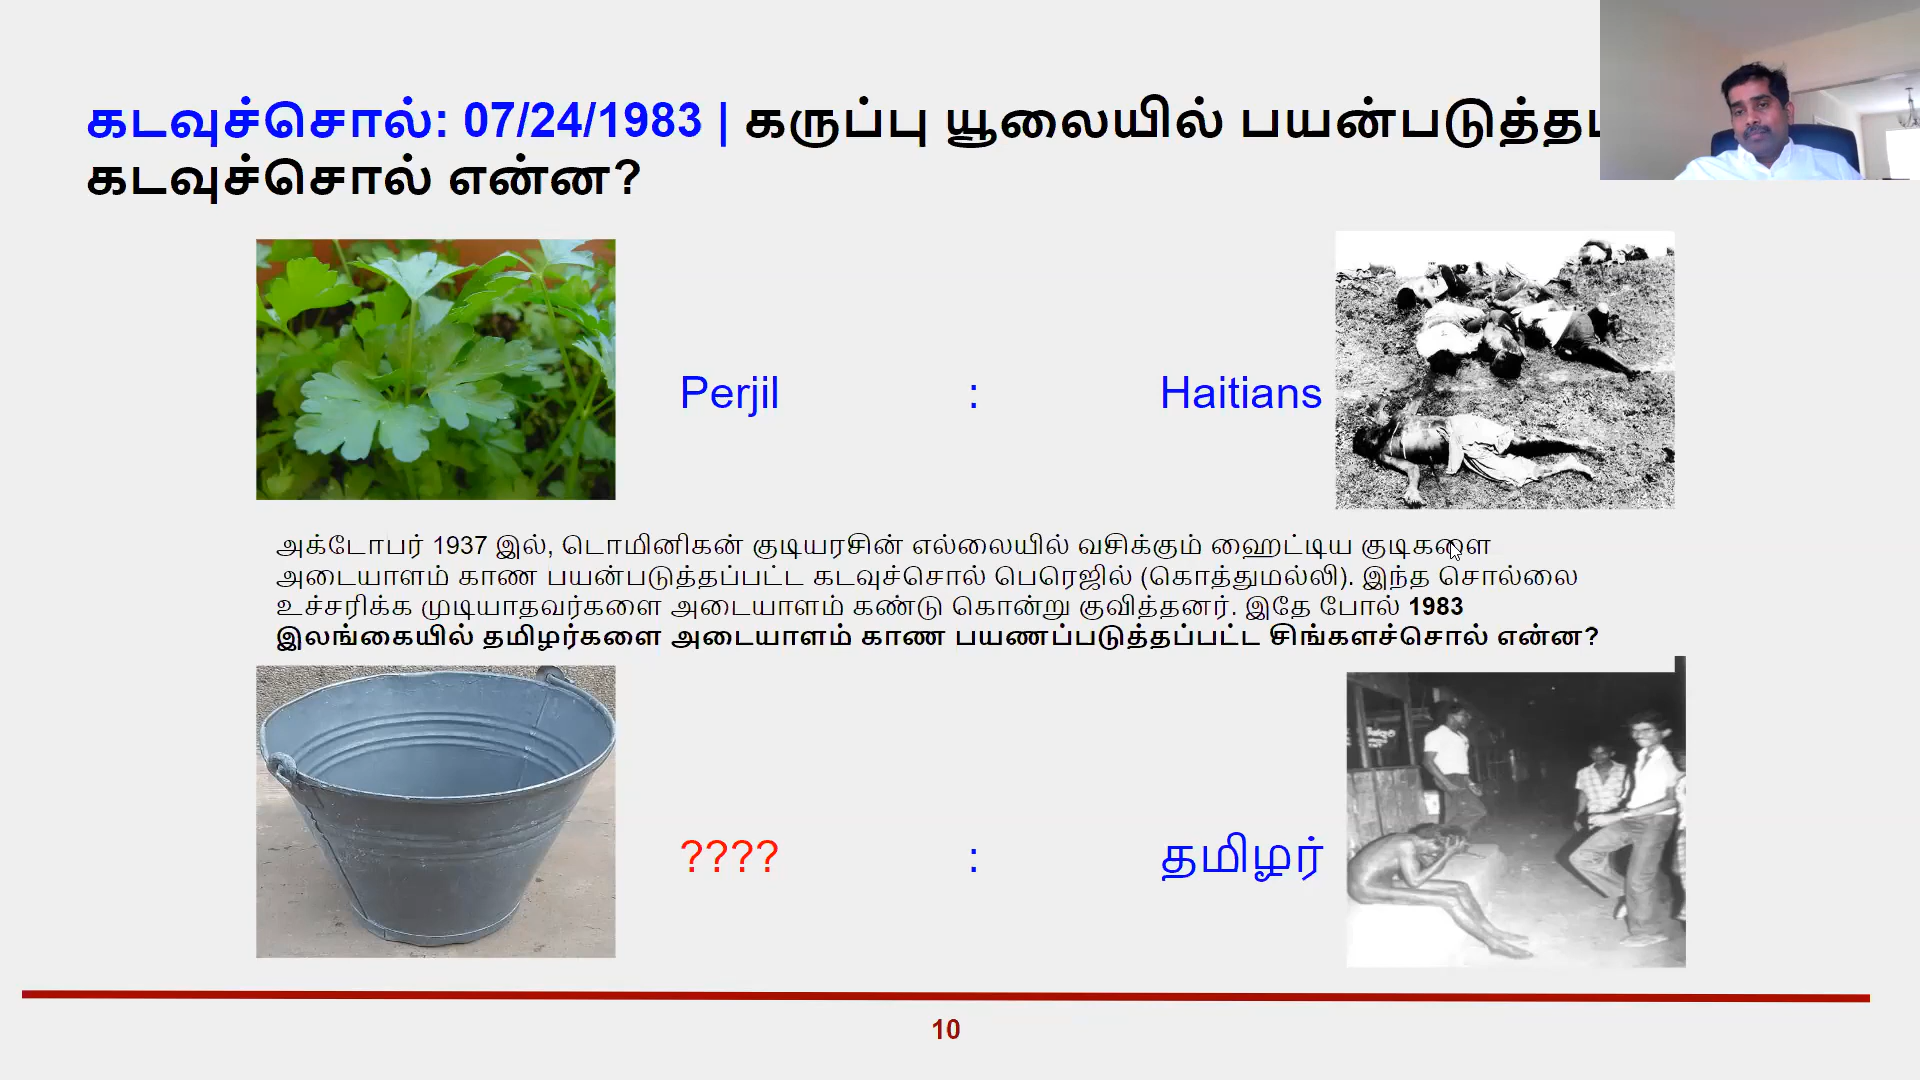 கடவுச்சொல்: 07/24/1983 | கருப்பு யூலையில்
கடவுச்சொல் என்ன?
Perjil : Haitians
அக்டோபர் 1937 இல், டொமினிகன் குடியரசின் எல்லையில் வசிக்கும் ஹைட்டிய குடிகளை
அடையாளம் காண பயன்படுத்தப்பட்ட கடவுச்சொல் பெரெஜில் (கொத்துமல்லி). இந்த சொல்லை
உச்சரிக்க முடியாதவர்களை அடையாளம் கண்டு கொன்று குவித்தனர். இதே போல் 1983
இலங்கையில் தமிழர்களை அடையாளம் காண பயணப்படுத்தப்பட்ட சிங்களச்சொல் என்ன?
???? : தமிழர்
10